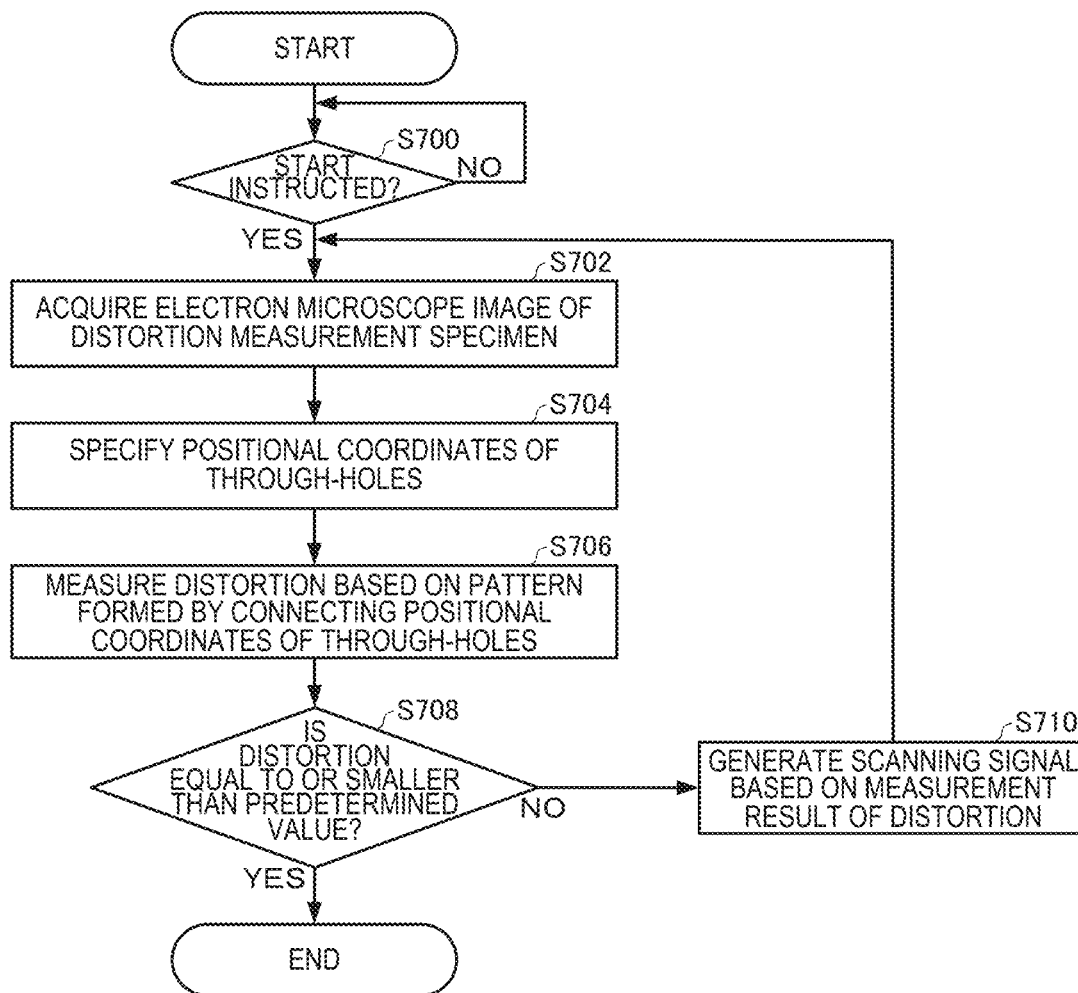 START
S700
START
INSTRUCTED?
NO
YES
S702
ACQUIRE ELECTRON MICROSCOPE IMAGE OF
DISTORTION MEASUREMENT SPECIMEN
S704
SPECIFY POSITIONAL COORDINATES OF
THROUGH-HOLES
S706
MEASURE DISTORTION BASED ON PATTERN
FORMED BY CONNECTING POSITIONAL
COORDINATES OF THROUGH-HOLES
S708
IS
DISTORTION
EQUAL TO OR SMALLER
THAN PREDETERMINED
VALUE?
NO
S710
GENERATE SCANNING SIGNAL
BASED ON MEASUREMENT
RESULT OF DISTORTION
YES
END